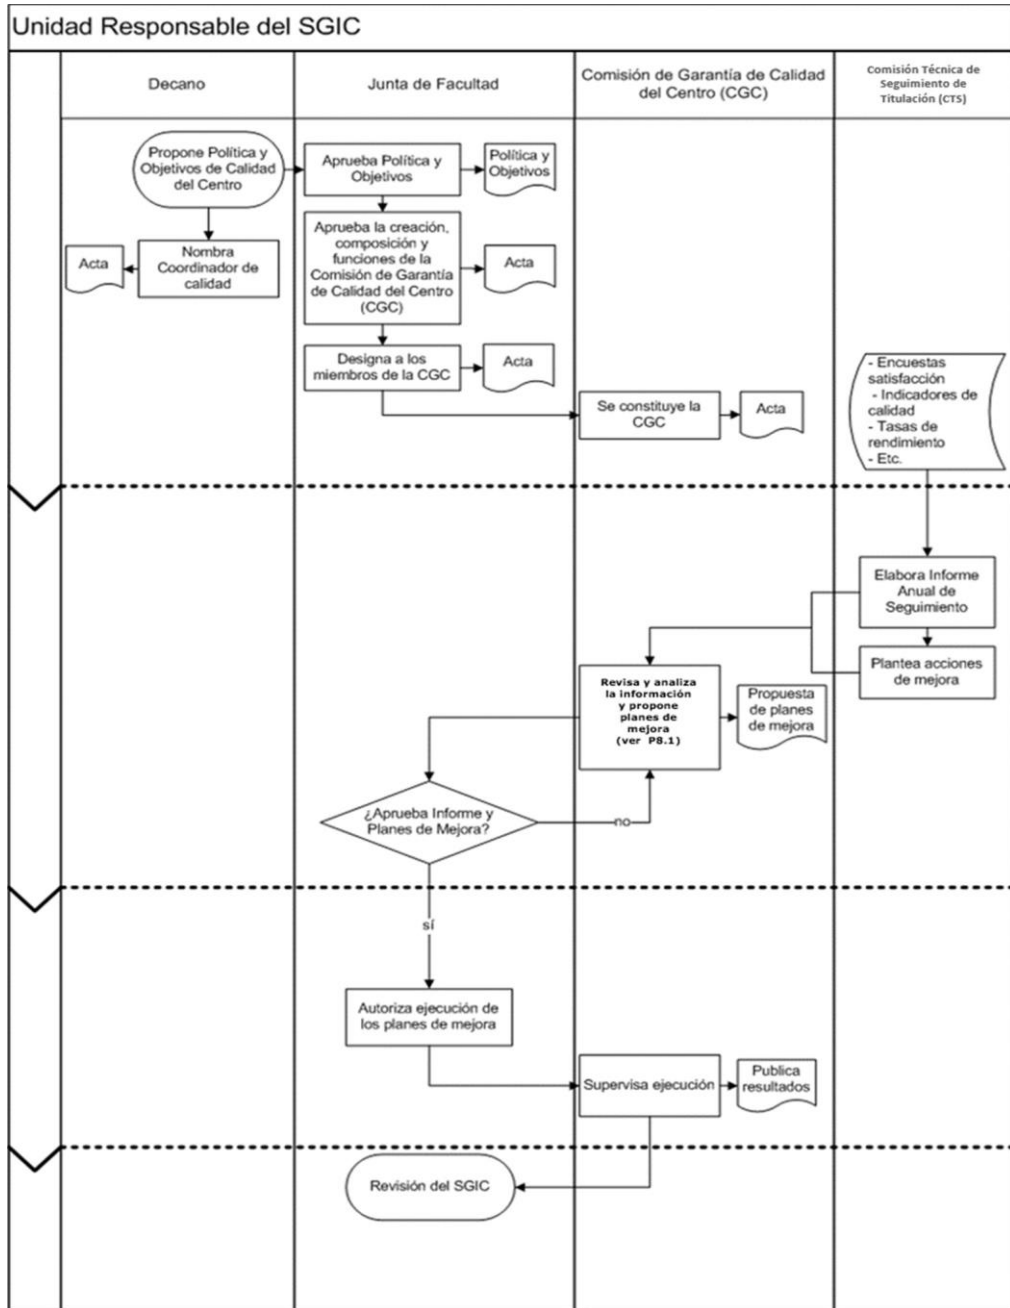 Unidad Responsable del SGIC
Decano
Junta de Facultad
Comisión de Garantía de Calidad
del Centro (CGC)
Comisión Técnica de
Seguimiento de
Titulación (CTS)
Propone Política y
Objetivos de Calidad
del Centro
Aprueba Política y
Objetivos
Política y
Objetivos
Acta
Nombra
Coordinador de
calidad
Aprueba la creación,
composición y
funciones de la
Comisión de Garantía
de Calidad del Centro
(CGC)
Acta
Designa a los
miembros de la CGC
Acta
Se constituye la
CGC
Acta
- Encuestas
satisfacción
- Indicadores de
calidad
- Tasas de
rendimiento
- Etc.
Elabora Informe
Anual de
Seguimiento
Plantea acciones
de mejora
Revisa y analiza
la información
y propone
planes de
mejora
(ver P8.1)
Propuesta
de planes
de mejora
¿Aprueba Informe y
Planes de Mejora?
no
sí
Autoriza ejecución de
los planes de mejora
Supervisa ejecución
Publica
resultados
Revisión del SGIC